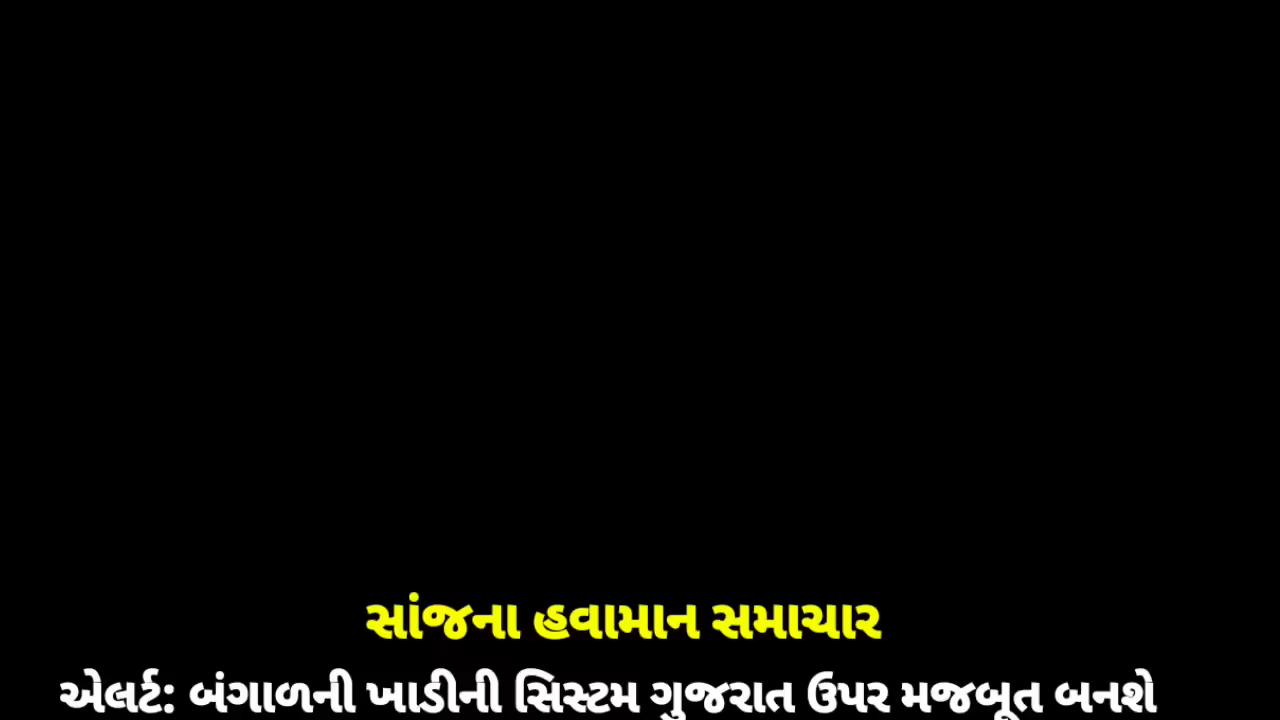 સાંજના હવામાન સમાચાર
એલર્ટ: બંગાળની ખાડીની સિસ્ટમ ગુજરાત ઉપર મજબૂત બનશે